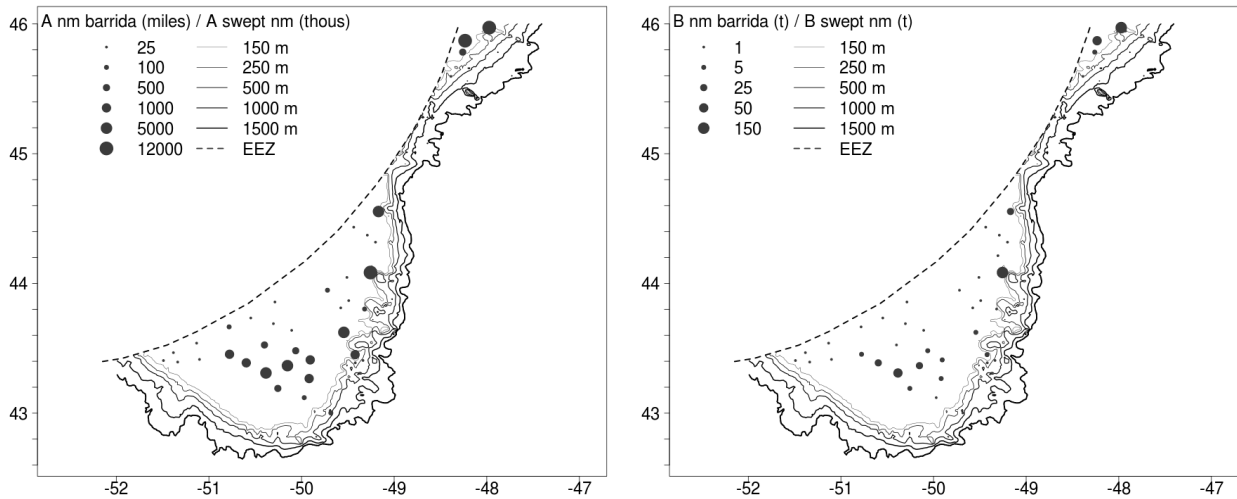 A nm barrida (miles) / A swept nm (thous)
25 150 m
100 250 m
500 500 m
1000 1000 m
5000 1500 m
12000 EEZ
46
45
44
43
-52 -51 -50 -49 -48 -47
B nm barrida (t) / B swept nm (t)
1 150 m
5 250 m
25 500 m
50 1000 m
150 1500 m
EEZ
46
45
44
43
-52 -51 -50 -49 -48 -47